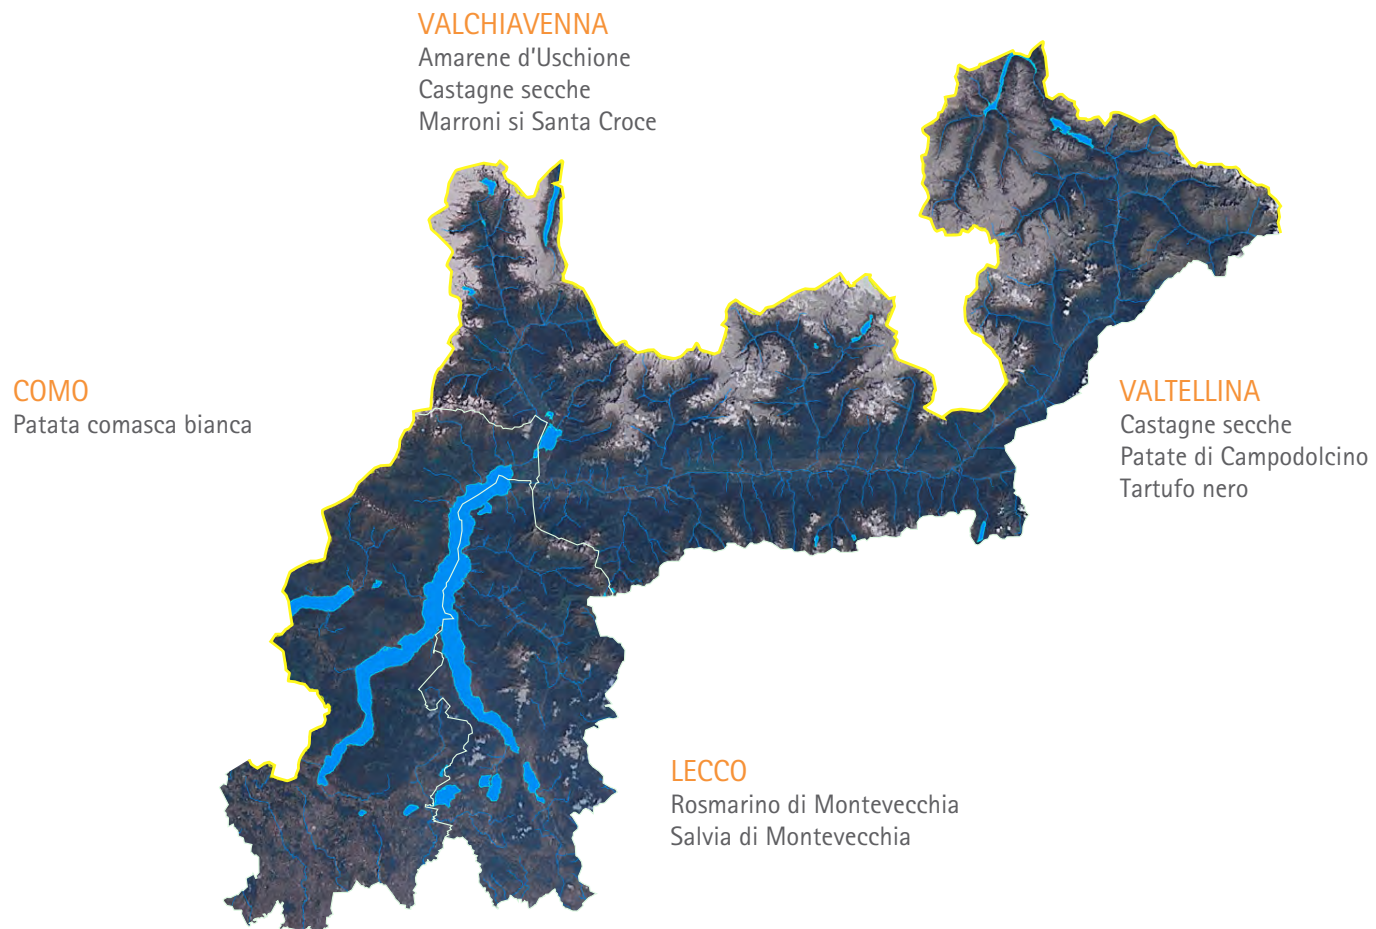 VALCHIAVENNA
Amarene d'Uschione
Castagne secche
Marroni si Santa Croce
COMO
Patata comasca bianca
VALTELLINA
Castagne secche
Patate di Campodolcino
Tartufo nero
LECCO
Rosmarino di Montevecchia
Salvia di Montevecchia